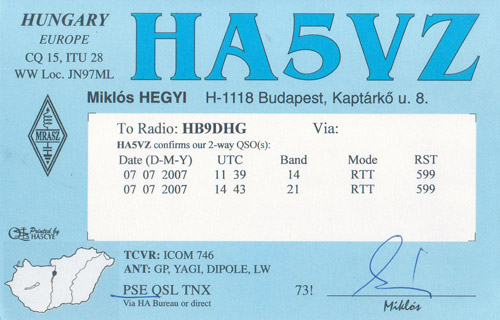 HUNGARY
EUROPE
CQ 15, ITU 28
WW Loc. JN97ML
HA5VZ
Miklós HEGYI H-1118 Budapest, Kaptárkő u. 8.
MRASZ
To Radio: HB9DHG Via:
HA5VZ confirms our 2-way QSO(s):
Date (D-M-Y) UTC Band Mode RST
07 07 2007 11 39 14 RTT 599
07 07 2007 14 43 21 RTT 599
Printed by
HA5CYE
TCVR: ICOM 746
ANT: GP, YAGI, DIPOLE, LW
PSE QSL TNX 73!
Via HA Bureau or direct
Miklós